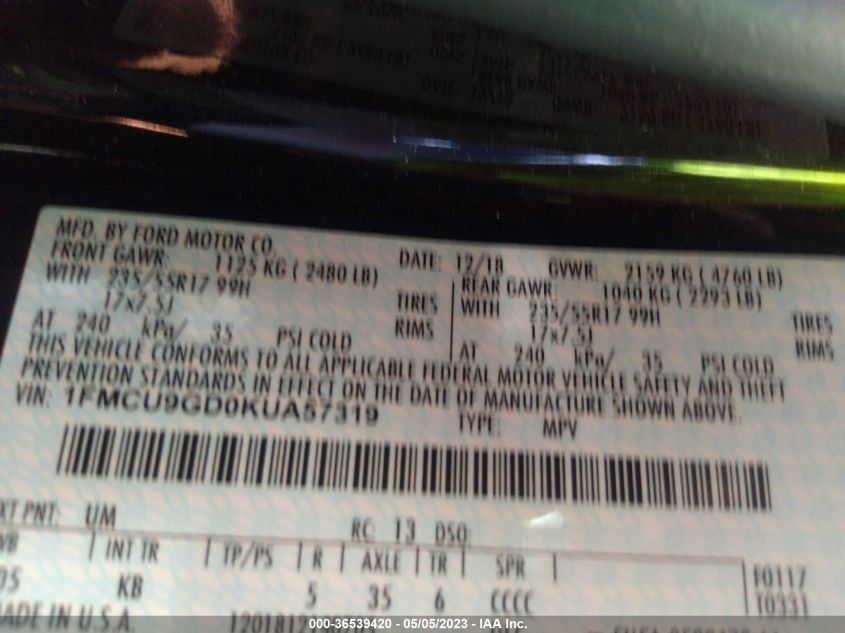 MFD. BY FORD MOTOR CO.
DATE: 12/18 GVWR: 2159 KG ( 4760 LB)
FRONT GAWR: 1125 KG ( 2480 LB) REAR GAWR: 1040 KG ( 2293 LB)
WITH 235/55R17 99H TIRES WITH 235/55R17 99H TIRES
17x7.5J RIMS 17x7.5J RIMS
AT 240 kPa/ 35 PSI COLD AT 240 kPa/ 35 PSI COLD
THIS VEHICLE CONFORMS TO ALL APPLICABLE FEDERAL MOTOR VEHICLE SAFETY AND THEFT
PREVENTION STANDARDS IN EFFECT ON THE DATE OF MANUFACTURE SHOWN ABOVE.
VIN: 1FMCU9GD0KUA57319 TYPE: MPV
PNT: UM RC: 13 DSO:
INT TR TP/PS R AXLE TR SPR
KB 5 35 6 CCCC
F0117
T0331
MADE IN U.S.A.
000-36539420 - 05/05/2023 - IAA Inc.